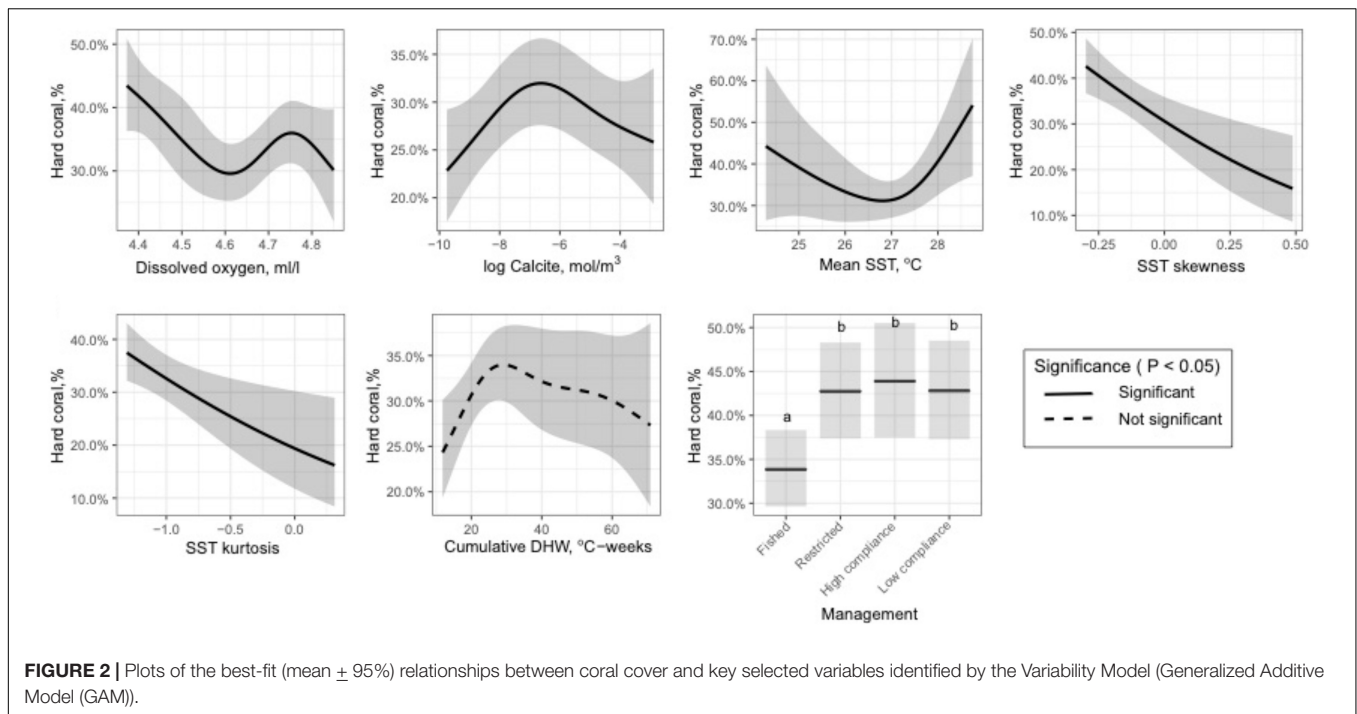 50.0%
40.0%
30.0%
Hard coral,%
4.4 4.5 4.6 4.7 4.8
Dissolved oxygen, ml/l
35.0%
30.0%
25.0%
20.0%
Hard coral,%
−10 −8 −6 −4
log Calcite, mol/m³
70.0%
60.0%
50.0%
40.0%
30.0%
Hard coral,%
25 26 27 28
Mean SST, °C
50.0%
40.0%
30.0%
20.0%
10.0%
Hard coral,%
−0.25 0.00 0.25 0.50
SST skewness
40.0%
30.0%
20.0%
10.0%
Hard coral,%
−1.0 −0.5 0.0
SST kurtosis
35.0%
30.0%
25.0%
20.0%
Hard coral,%
20 40 60
Cumulative DHW, °C−weeks
50.0%
45.0%
40.0%
35.0%
30.0%
Hard coral,%
a b b b
Fished
Restricted
High compliance
Low compliance
Management
Significance ( P < 0.05)
Significant
Not significant
FIGURE 2 | Plots of the best-fit (mean ± 95%) relationships between coral cover and key selected variables identified by the Variability Model (Generalized Additive
Model (GAM)).